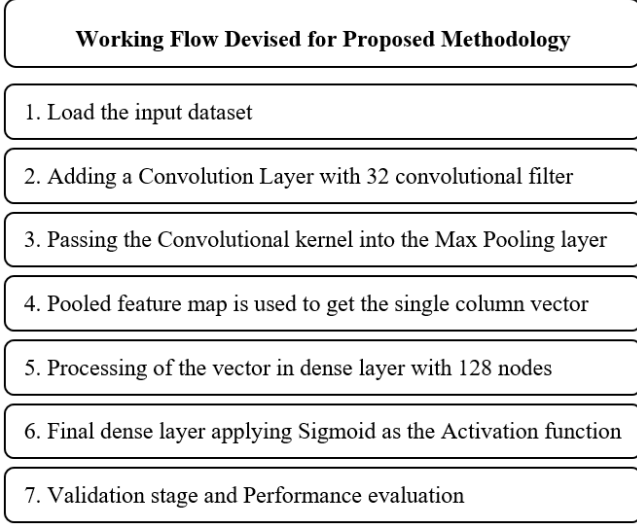 Working Flow Devised for Proposed Methodology
1. Load the input dataset
2. Adding a Convolution Layer with 32 convolutional filter
3. Passing the Convolutional kernel into the Max Pooling layer
4. Pooled feature map is used to get the single column vector
5. Processing of the vector in dense layer with 128 nodes
6. Final dense layer applying Sigmoid as the Activation function
7. Validation stage and Performance evaluation